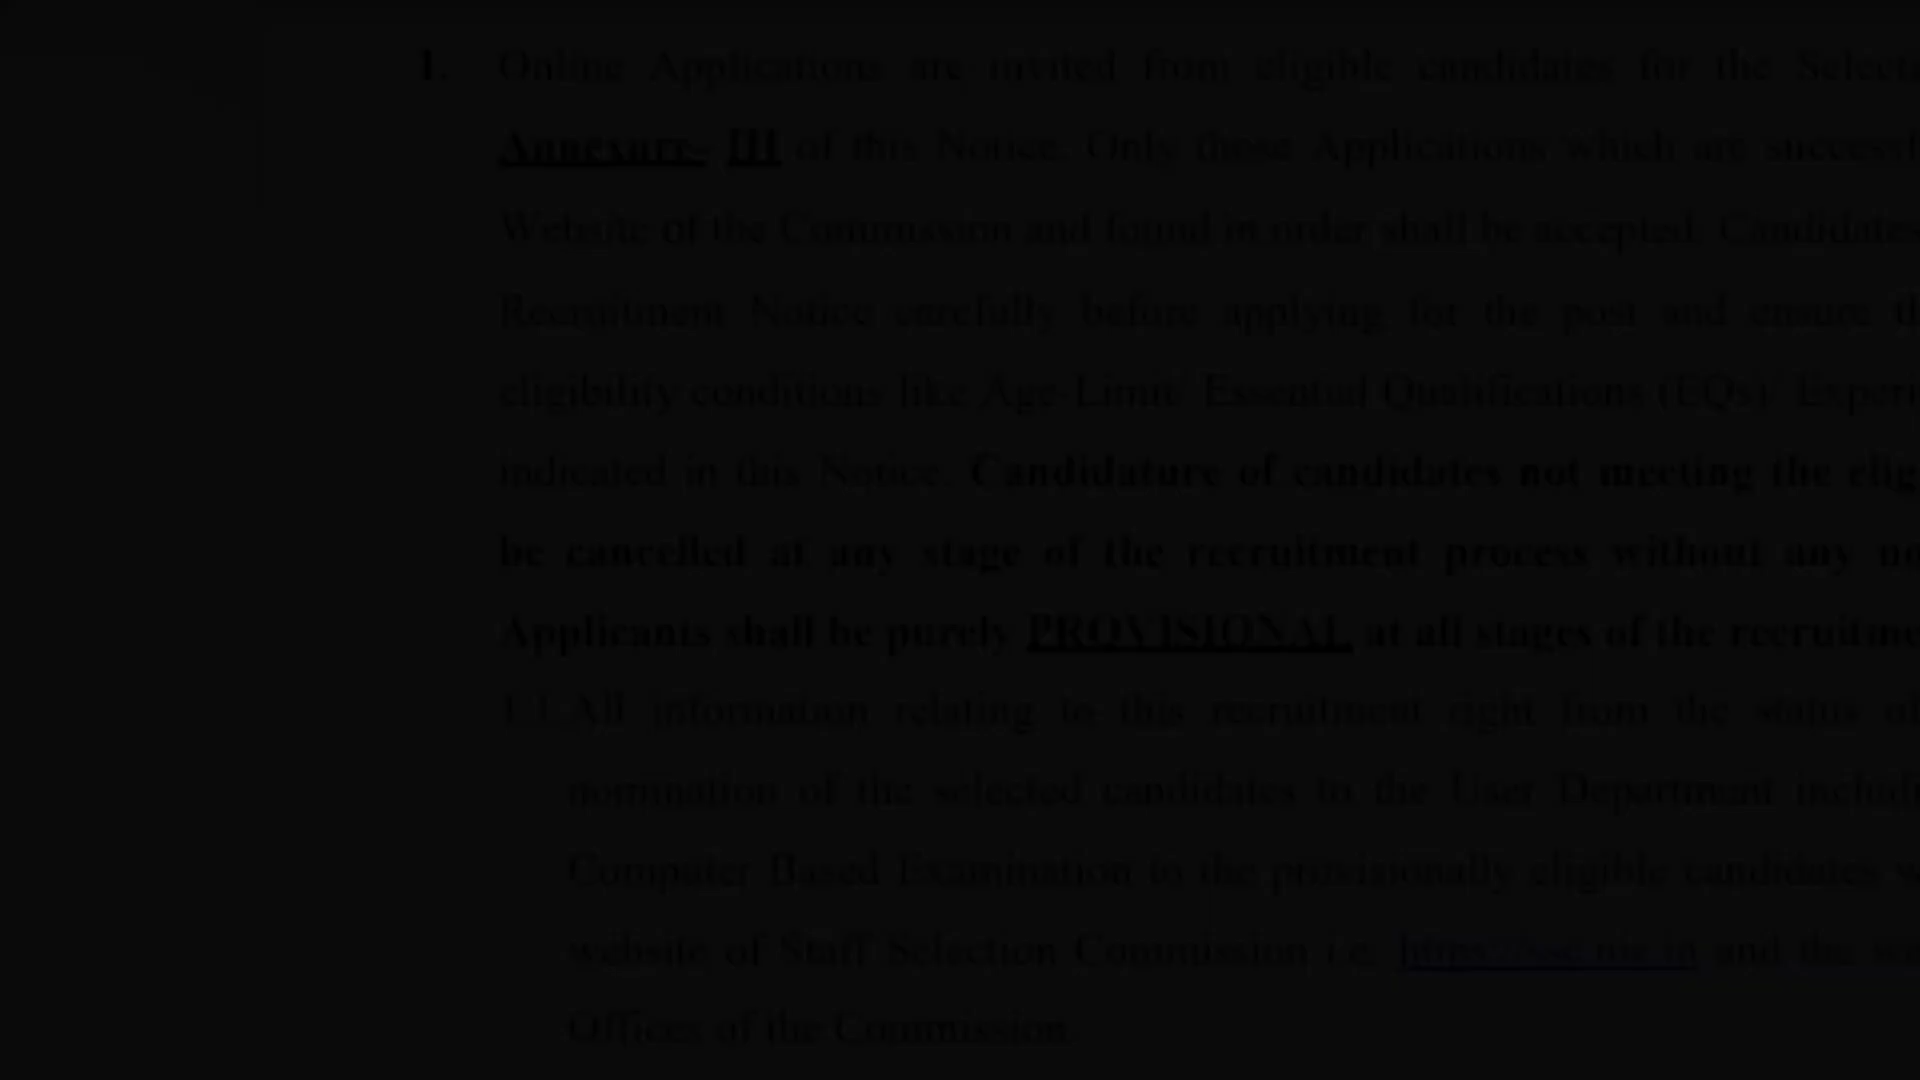 1. Online Applications are invited from eligible candidates for the Selecti
Annexure- III of this Notice. Only those Applications which are successf
Website of the Commission and found in order shall be accepted. Candidates
Recruitment Notice carefully before applying for the post and ensure th
eligibility conditions like Age-Limit/ Essential Qualifications (EQs)/ Experi
indicated in this Notice. Candidature of candidates not meeting the elig
be cancelled at any stage of the recruitment process without any no
Applicants shall be purely PROVISIONAL at all stages of the recruitme
1.1 All information relating to this recruitment right from the status of
nomination of the selected candidates to the User Department includi
Computer Based Examination to the provisionally eligible candidates w
website of Staff Selection Commission i.e. https://ssc.nic.in and the
Offices of the Commission.